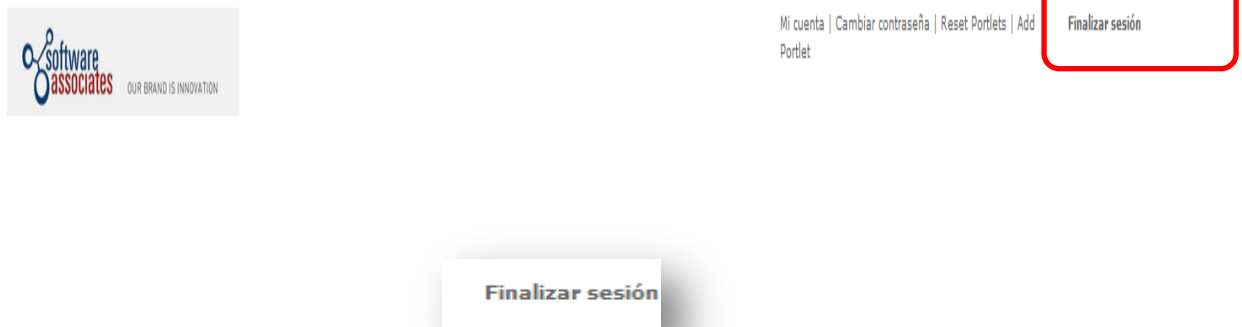 software
associates
OUR BRAND IS INNOVATION
Mi cuenta | Cambiar contraseña | Reset Portlets | Add
Portlet
Finalizar sesión
Finalizar sesión